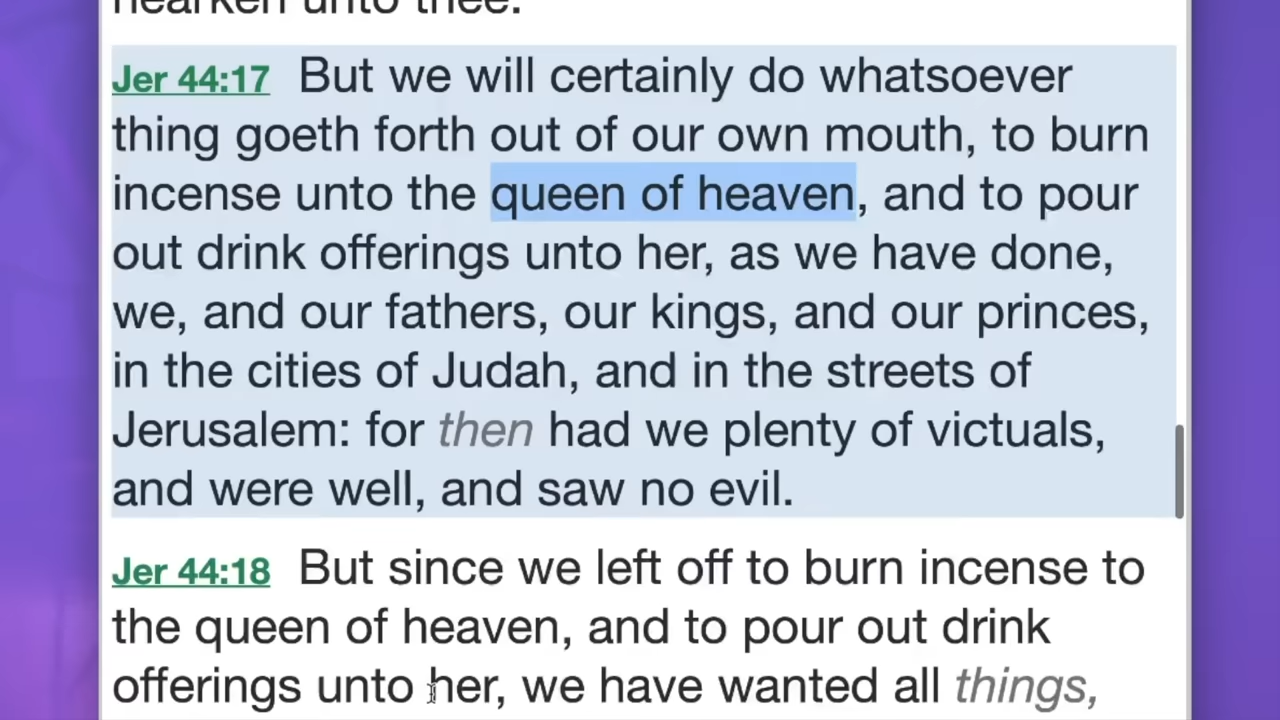 hearken unto thee.
Jer 44:17 But we will certainly do whatsoever
thing goeth forth out of our own mouth, to burn
incense unto the queen of heaven, and to pour
out drink offerings unto her, as we have done,
we, and our fathers, our kings, and our princes,
in the cities of Judah, and in the streets of
Jerusalem: for then had we plenty of victuals,
and were well, and saw no evil.
Jer 44:18 But since we left off to burn incense to
the queen of heaven, and to pour out drink
offerings unto her, we have wanted all things,